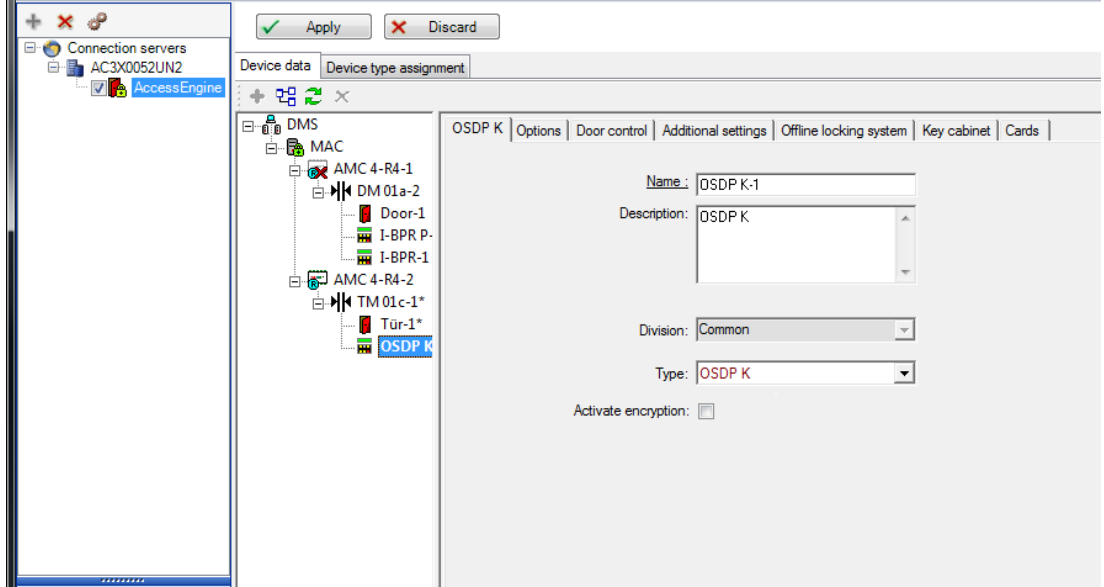 Apply Discard
Connection servers
AC3X0052UN2
AccessEngine
Device data Device type assignment
DMS
MAC
AMC 4-R4-1
DM 01a-2
Door-1
I-BPR P-
I-BPR-1
AMC 4-R4-2
TM 01c-1*
Tür-1*
OSDP K
OSDP K Options Door control Additional settings Offline locking system Key cabinet Cards
Name : OSDP K-1
Description: OSDP K
Division: Common
Type: OSDP K
Activate encryption: